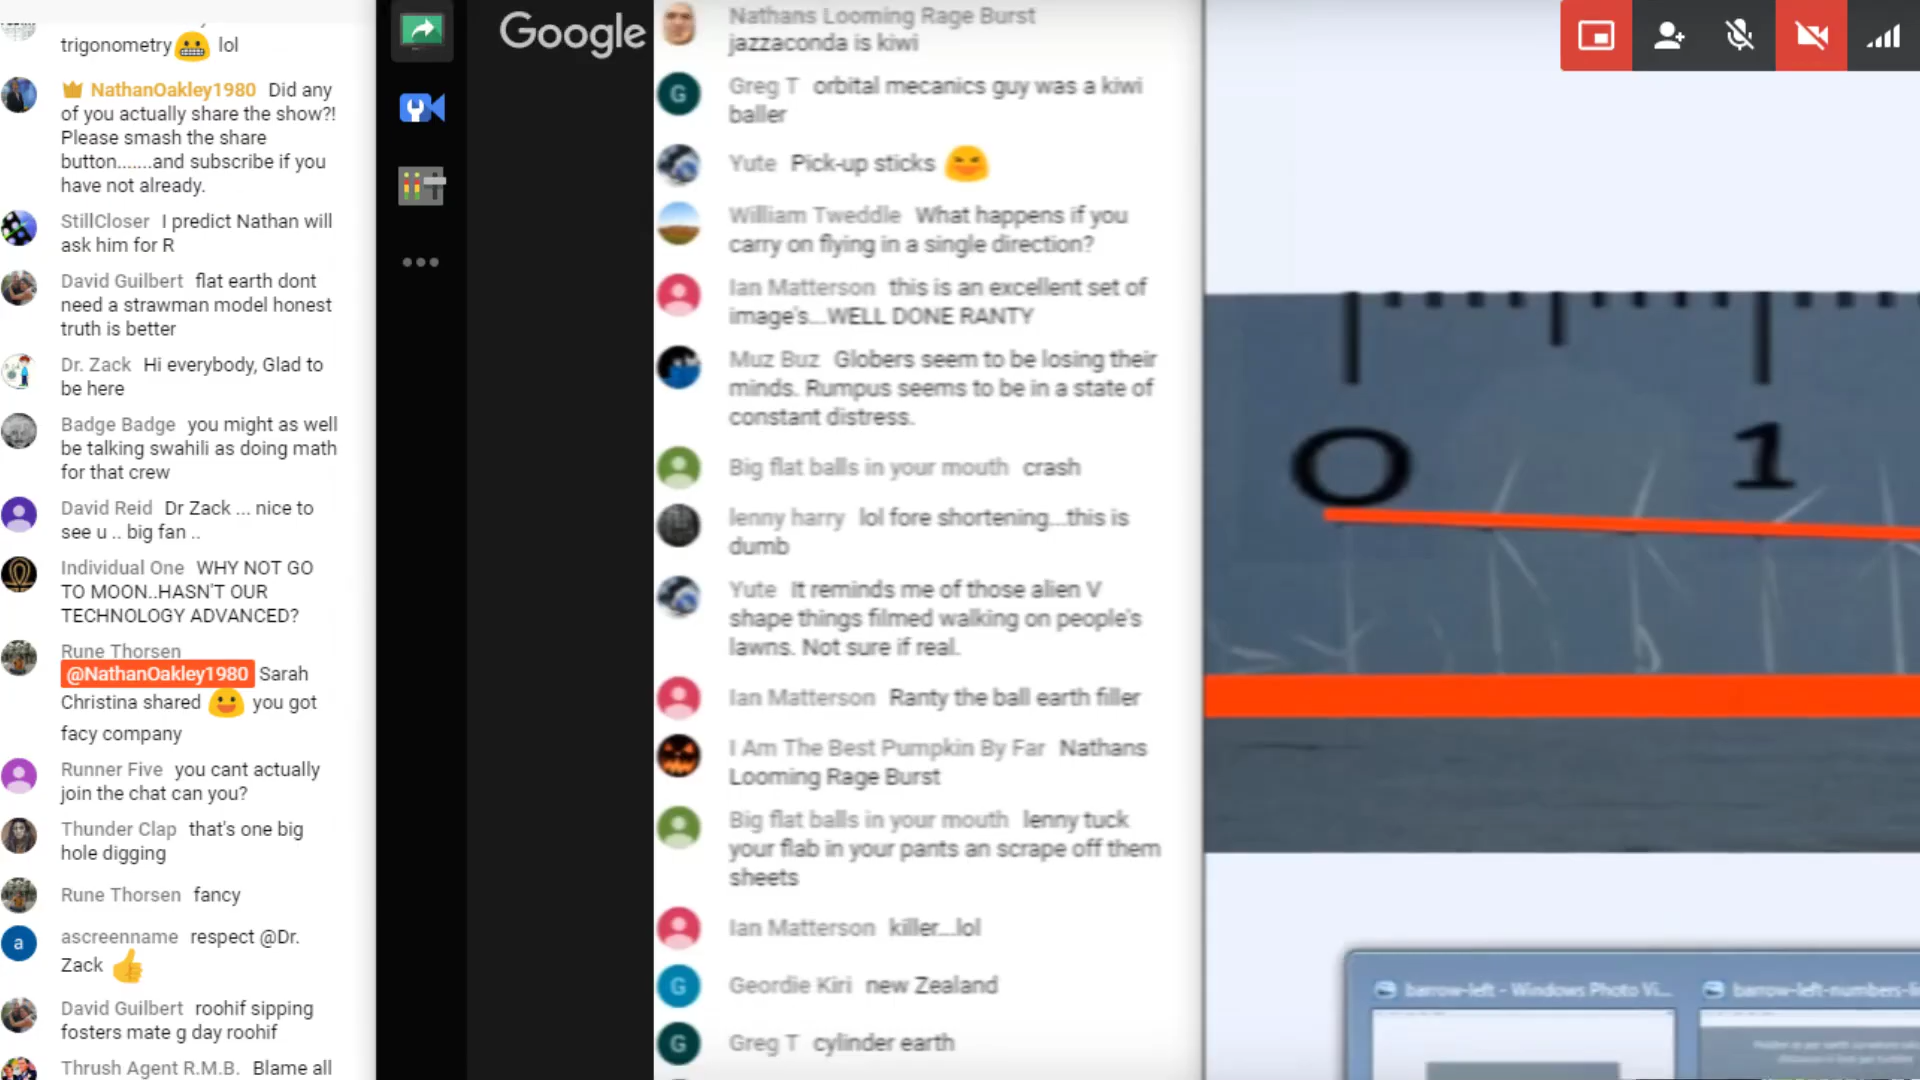 trigonometry lol
NathanOakley1980 Did any
of you actually share the show?!
Please smash the share
button.......and subscribe if you
have not already.
StillCloser I predict Nathan will
ask him for R
David Guilbert flat earth dont
need a strawman model honest
truth is better
Dr. Zack Hi everybody, Glad to
be here
Badge Badge you might as well
be talking swahili as doing math
for that crew
David Reid Dr Zack ... nice to
see u .. big fan ..
Individual One WHY NOT GO
TO MOON..HASN'T OUR
TECHNOLOGY ADVANCED?
Rune Thorsen
@NathanOakley1980 Sarah
Christina shared you got
facy company
Runner Five you cant actually
join the chat can you?
Thunder Clap that's one big
hole digging
Rune Thorsen fancy
a
ascreenname respect @Dr.
Zack
David Guilbert roohif sipping
fosters mate g day roohif
Thrush Agent R.M.B. Blame all
Google
Nathans Looming Rage Burst
jazzaconda is kiwi
G
Greg T orbital mecanics guy was a kiwi
baller
Yute Pick-up sticks
William Tweddle What happens if you
carry on flying in a single direction?
Ian Matterson this is an excellent set of
image's...WELL DONE RANTY
Muz Buz Globers seem to be losing their
minds. Rumpus seems to be in a state of
constant distress.
Big flat balls in your mouth crash
lenny harry lol fore shortening...this is
dumb
Yute It reminds me of those alien V
shape things filmed walking on people's
lawns. Not sure if real.
Ian Matterson Ranty the ball earth filler
I Am The Best Pumpkin By Far Nathans
Looming Rage Burst
Big flat balls in your mouth lenny tuck
your flab in your pants an scrape off them
sheets
Ian Matterson killer...lol
G
Geordie Kiri new Zealand
G
Greg T cylinder earth
0 1
barrow-left - Windows Photo Vi...
barrow-left-numbers-li